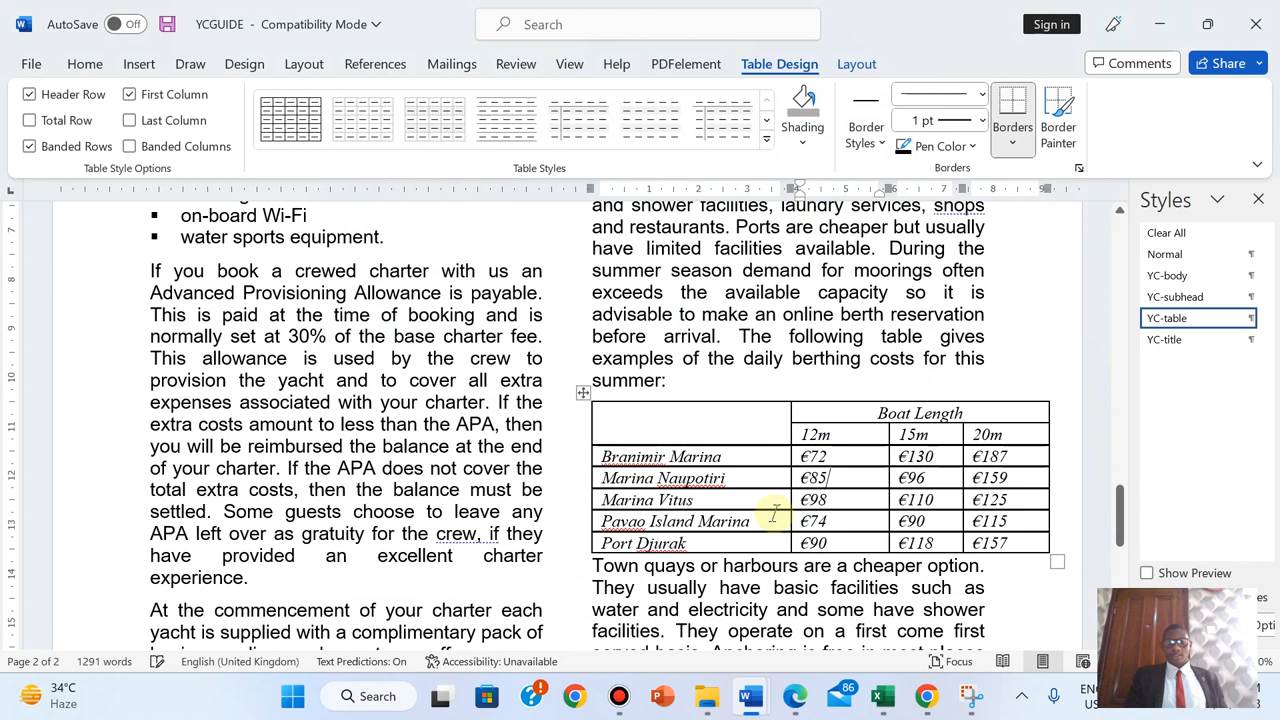 AutoSave Off YCGUIDE - Compatibility Mode Search Sign in
File Home Insert Draw Design Layout References Mailings Review View Help PDFelement Table Design Layout Comments Share
Header Row First Column
Total Row Last Column
Banded Rows Banded Columns
Table Style Options
Table Styles
Shading
Border Styles
1 pt
Pen Color
Borders
Border Painter
Borders
on-board Wi-Fi
water sports equipment.
If you book a crewed charter with us an
Advanced Provisioning Allowance is payable.
This is paid at the time of booking and is
normally set at 30% of the base charter fee.
This allowance is used by the crew to
provision the yacht and to cover all extra
expenses associated with your charter. If the
extra costs amount to less than the APA, then
you will be reimbursed the balance at the end
of your charter. If the APA does not cover the
total extra costs, then the balance must be
settled. Some guests choose to leave any
APA left over as gratuity for the crew, if they
have provided an excellent charter
experience.
At the commencement of your charter each
yacht is supplied with a complimentary pack of
and shower facilities, laundry services, shops
and restaurants. Ports are cheaper but usually
have limited facilities available. During the
summer season demand for moorings often
exceeds the available capacity so it is
advisable to make an online berth reservation
before arrival. The following table gives
examples of the daily berthing costs for this
summer:
Boat Length
12m 15m 20m
Branimir Marina €72 €130 €187
Marina Naupotiri €85 €96 €159
Marina Vitus €98 €110 €125
Pavao Island Marina €74 €90 €115
Port Djurak €90 €118 €157
Town quays or harbours are a cheaper option.
They usually have basic facilities such as
water and electricity and some have shower
facilities. They operate on a first come first
Styles
Clear All
Normal
YC-body
YC-subhead
YC-table
YC-title
Show Preview
Page 2 of 2 1291 words English (United Kingdom) Text Predictions: On Accessibility: Unavailable Focus
34°C
Haze
Search
86